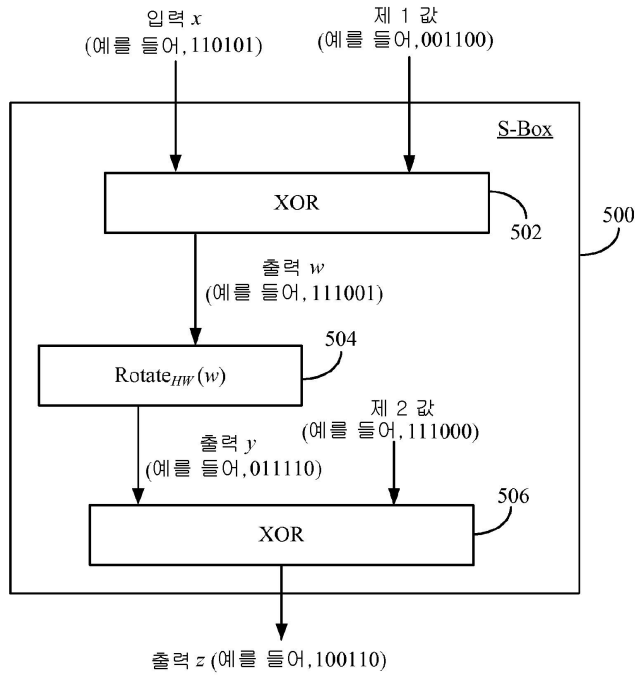 입력 x
(예를 들어,110101)
제 1 값
(예를 들어,001100)
S-Box
XOR
502
500
출력 w
(예를 들어,111001)
504
Rotate_HW(w)
제 2 값
(예를 들어,111000)
출력 y
(예를 들어,011110)
506
XOR
출력 z (예를 들어,100110)